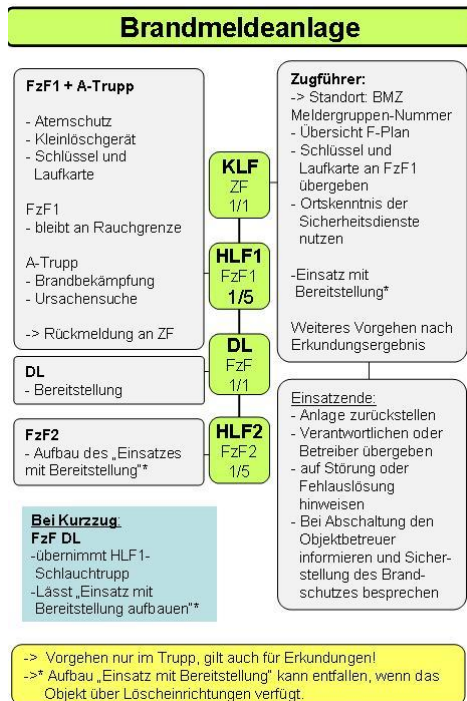 Brandmeldeanlage
FzF1 + A-Trupp
- Atemschutz
- Kleinlöschgerät
- Schlüssel und
Laufkarte
FzF1
- bleibt an Rauchgrenze
A-Trupp
- Brandbekämpfung
- Ursachensuche
-> Rückmeldung an ZF
DL
- Bereitstellung
FzF2
- Aufbau des „Einsatzes
mit Bereitstellung"*
Bei Kurzzug:
FzF DL
-übernimmt HLF1-
Schlauchtrupp
-Lässt „Einsatz mit
Bereitstellung aufbauen"*
KLF
ZF
1/1
HLF1
FzF1
1/5
DL
FzF
1/1
HLF2
FzF2
1/5
Zugführer:
-> Standort: BMZ
Meldergruppen-Nummer
- Übersicht F-Plan
- Schlüssel und
Laufkarte an FzF1
übergeben
- Ortskenntnis der
Sicherheitsdienste
nutzen
-Einsatz mit
Bereitstellung*
Weiteres Vorgehen nach
Erkundungsergebnis
Einsatzende:
- Anlage zurückstellen
- Verantwortlichen oder
Betreiber übergeben
- auf Störung oder
Fehlauslösung
hinweisen
- Bei Abschaltung den
Objektbetreuer
informieren und Sicher-
stellung des Brand-
schutzes besprechen
-> Vorgehen nur im Trupp, gilt auch für Erkundungen!
->* Aufbau „Einsatz mit Bereitstellung" kann entfallen, wenn das
Objekt über Löscheinrichtungen verfügt.